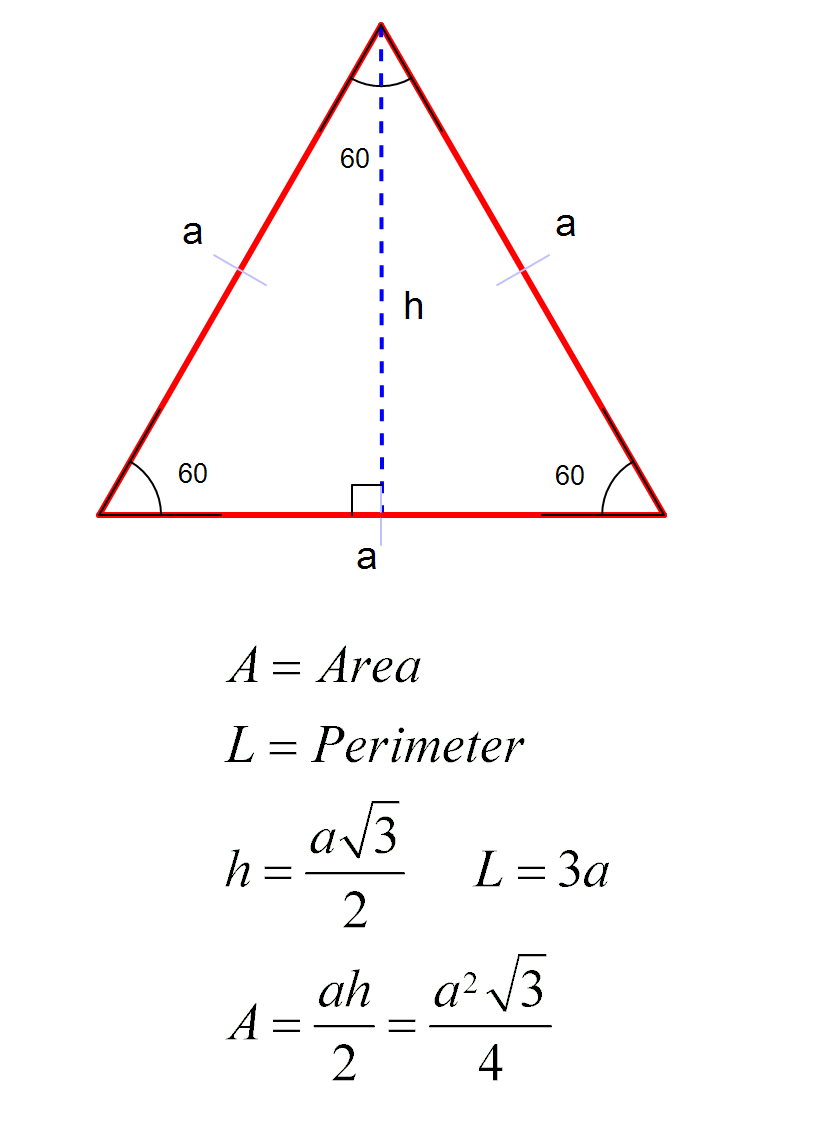 60
a
a
h
60
60
a
A = Area
L = Perimeter
h = a√3/2 L = 3a
A = ah/2 = a²√3/4